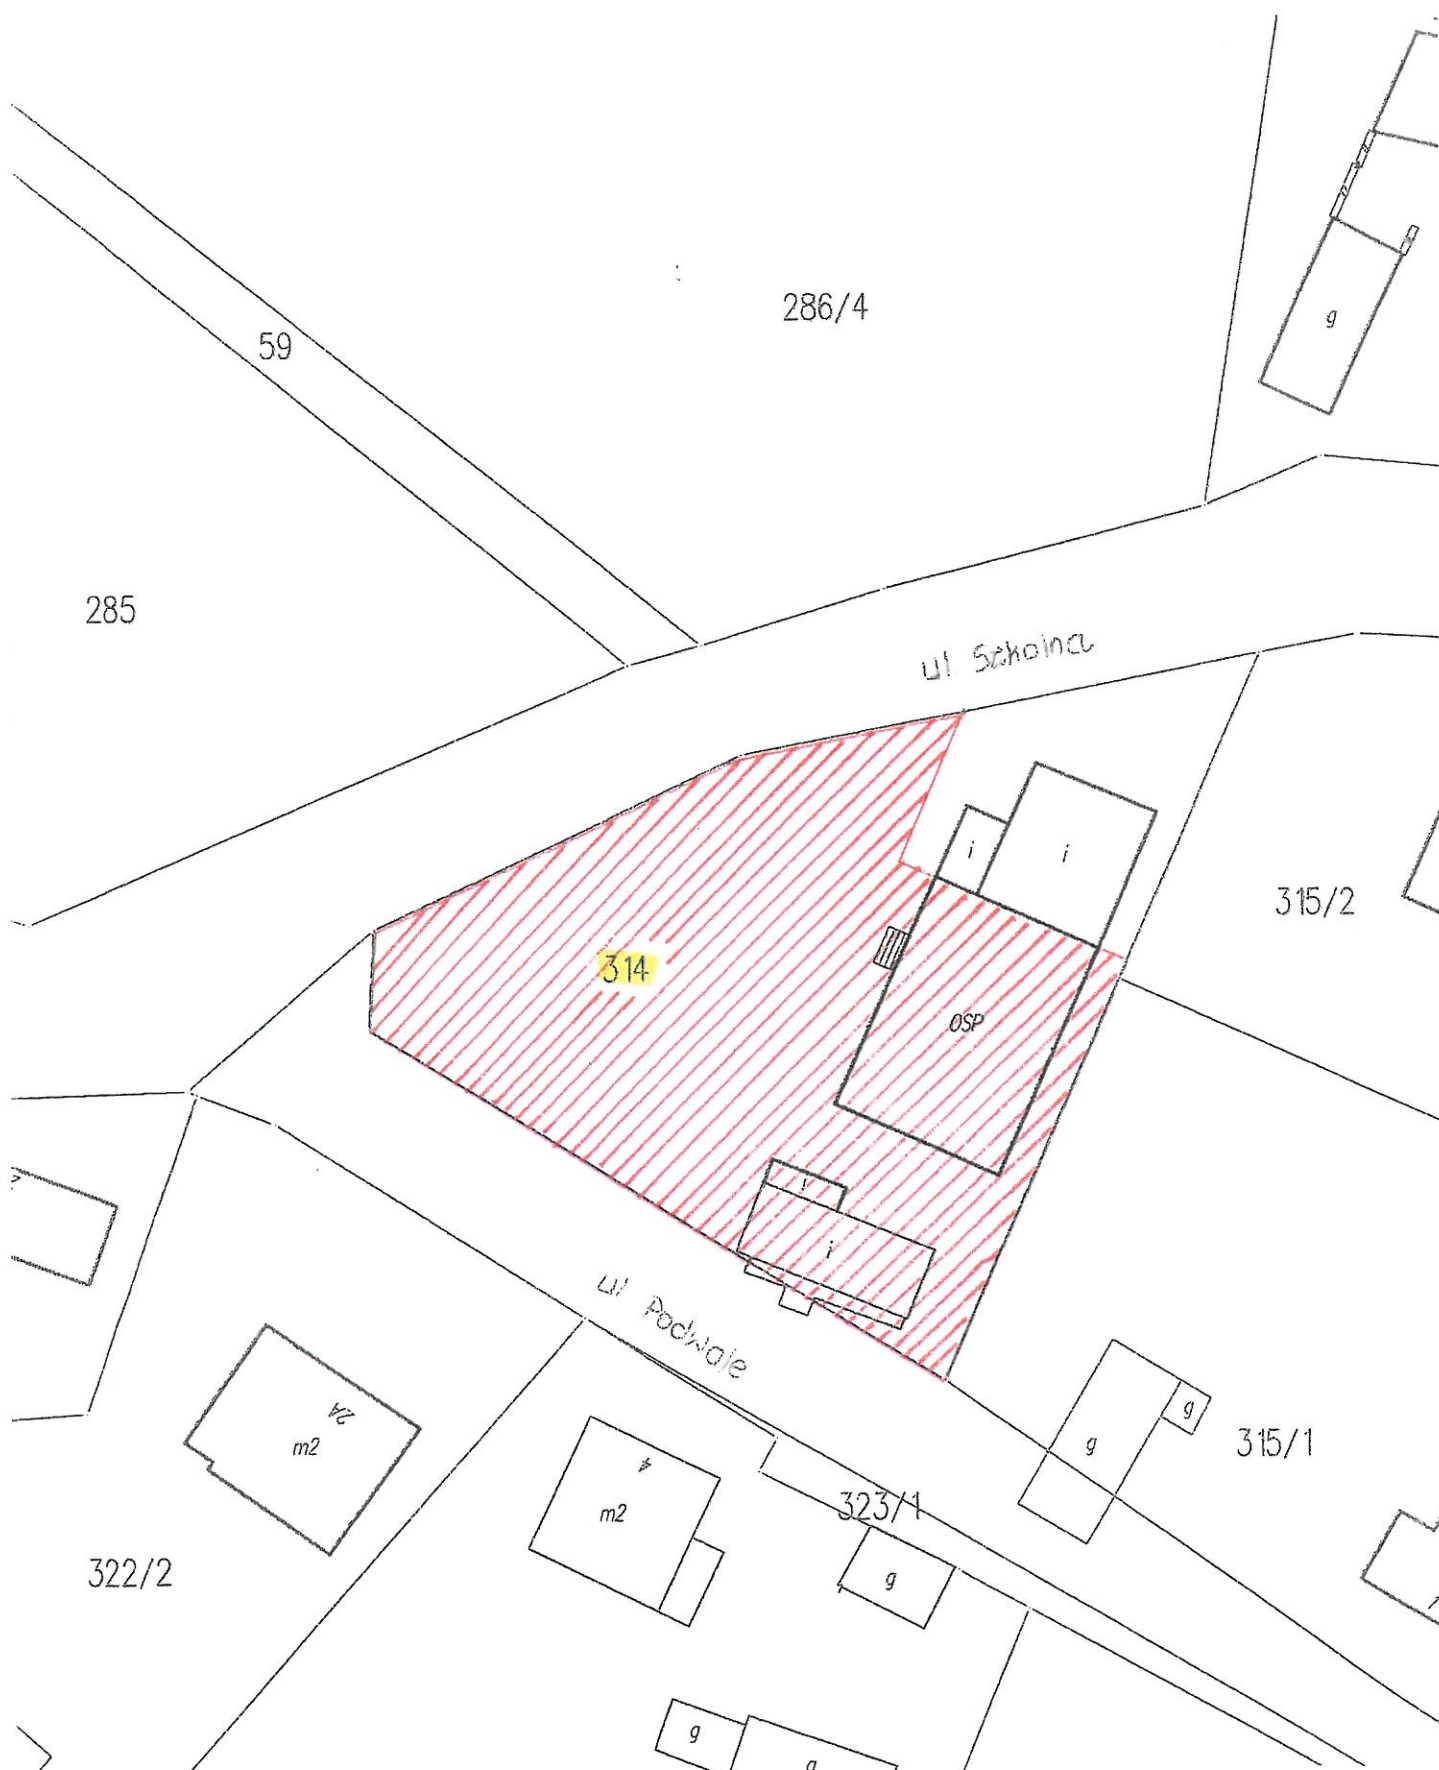 g
286/4
59
285
ul. Szkolna
i
i
315/2
314
OSP
i
i
ul Podwale
g
g
315/1
2A
m2
4
m2
323/1
322/2
g
g
g